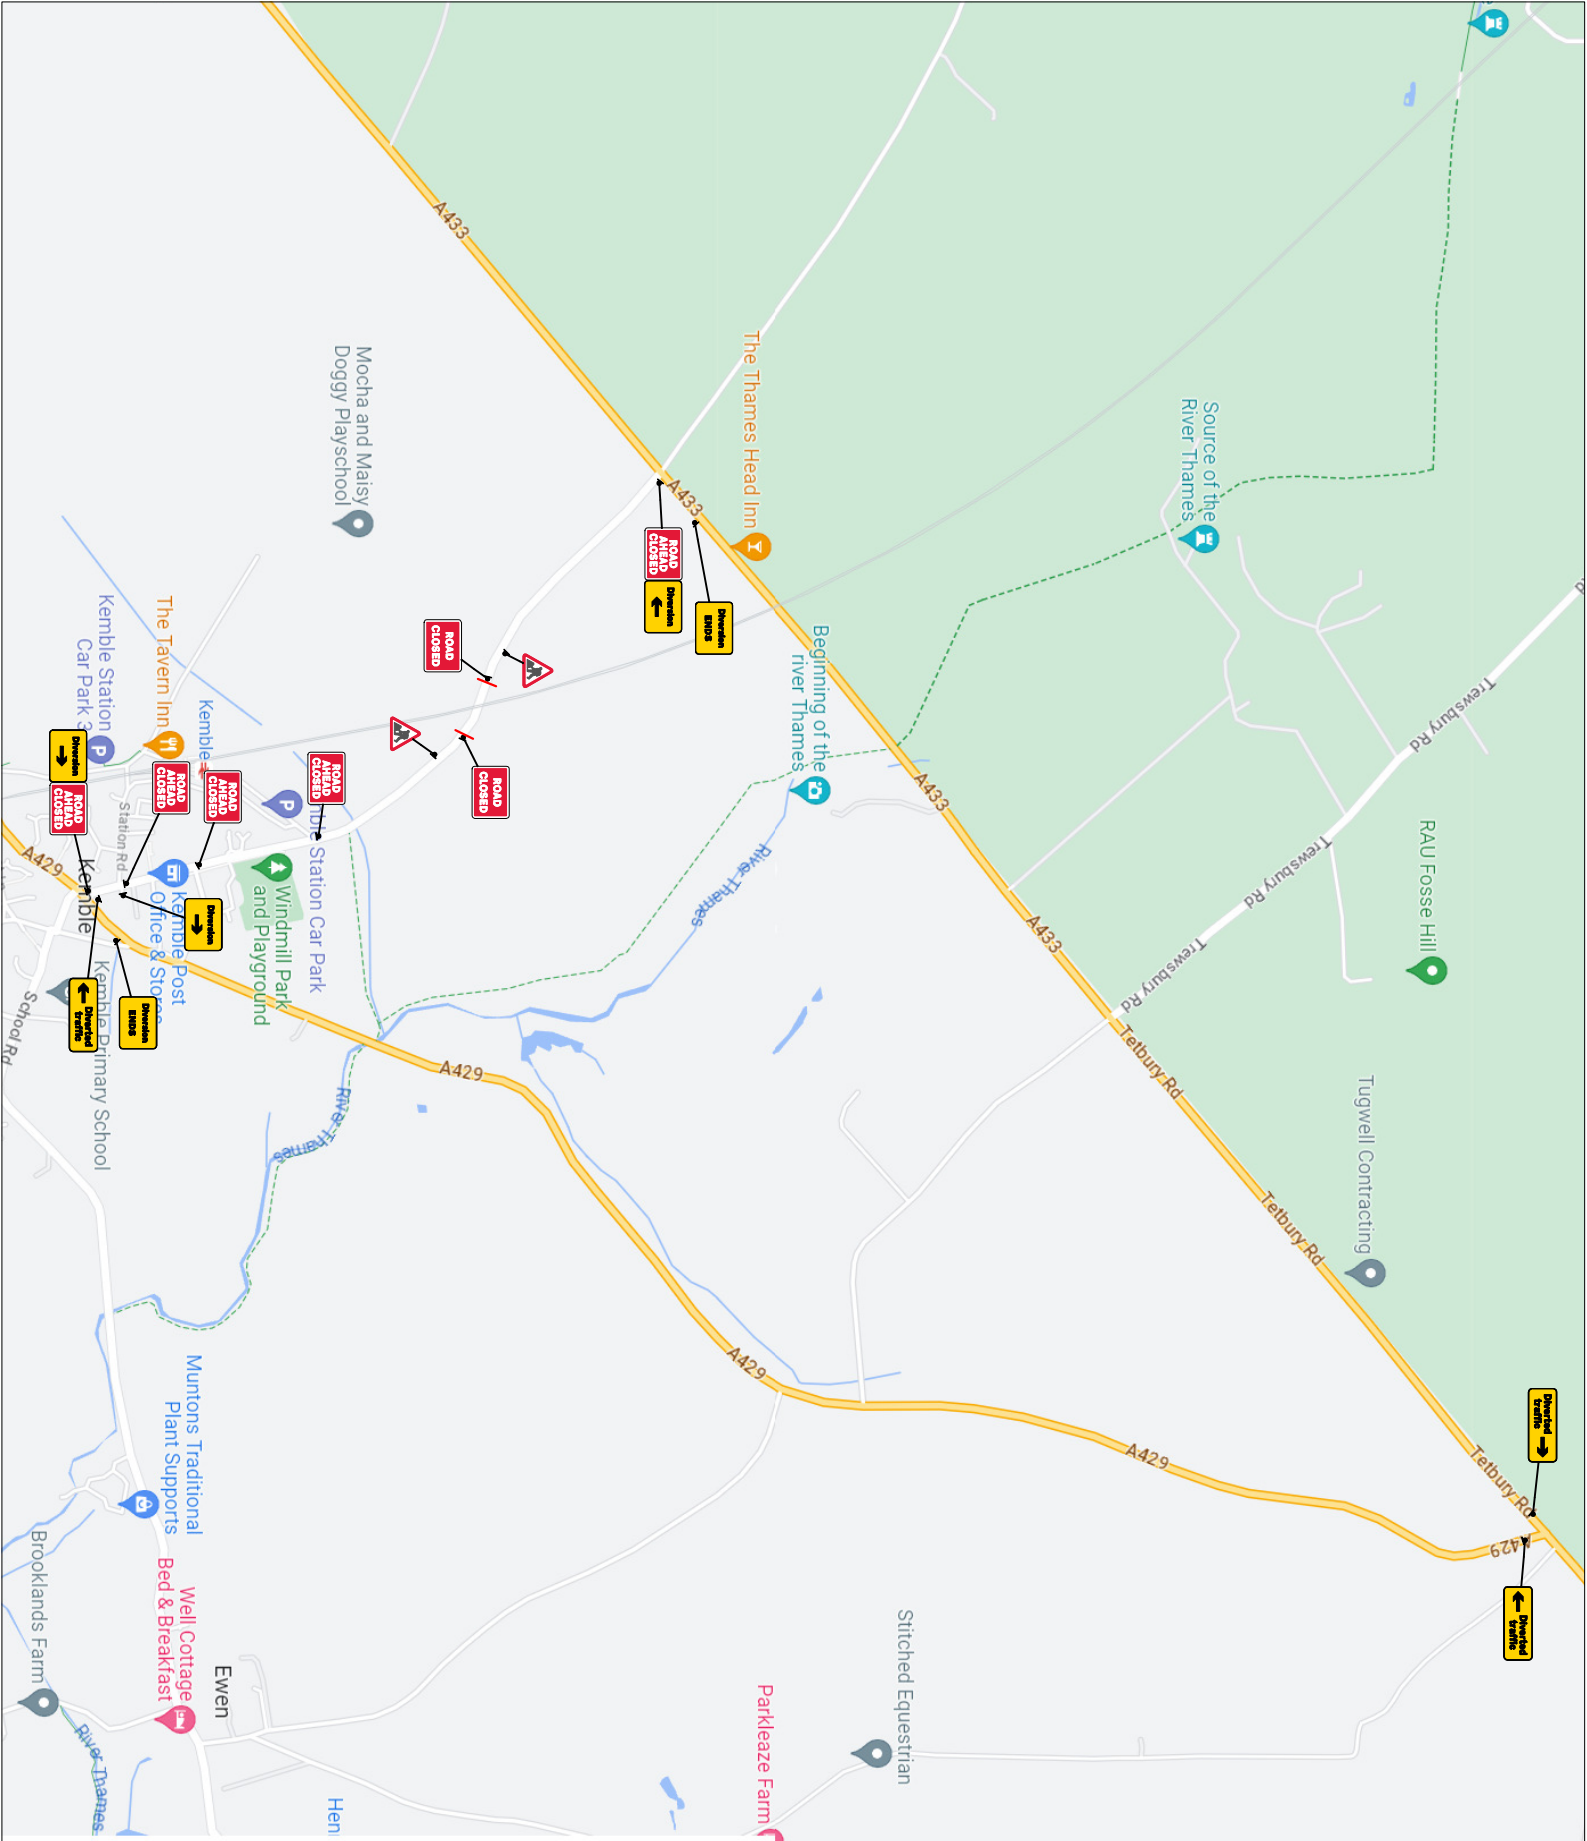 A433
The Thames Head Inn
Source of the
River Thames
Mocha and Maisy
Doggy Playschool
A433
ROAD
AHEAD
CLOSED
Diversion
Diversion
ENDS
ROAD
CLOSED
ROAD
CLOSED
Beginning of the
river Thames
River Thames
A433
A433
Trewsbury Rd
Trewsbury Rd
Trewsbury Rd
RAU Fosse Hill
Tugwell Contracting
Tetbury Rd
Tetbury Rd
Tetbury Rd
Diverted
traffic
A429
Diverted
traffic
Kemble Station
Car Park 3
The Tavern Inn
Kemble
Diversion
ROAD
AHEAD
CLOSED
ROAD
AHEAD
CLOSED
ROAD
AHEAD
CLOSED
ROAD
AHEAD
CLOSED
Station Rd
Station Car Park
Windmill Park
and Playground
Kemble Post
Office & Stores
Diversion
A429
Kemble
Kemble Primary School
School Rd
Diverted
traffic
Diversion
ENDS
A429
River Thames
A429
A429
Muntons Traditional
Plant Supports
Well Cottage
Bed & Breakfast
Brooklands Farm
Ewen
River Thames
Stitched Equestrian
Parkleaze Farm